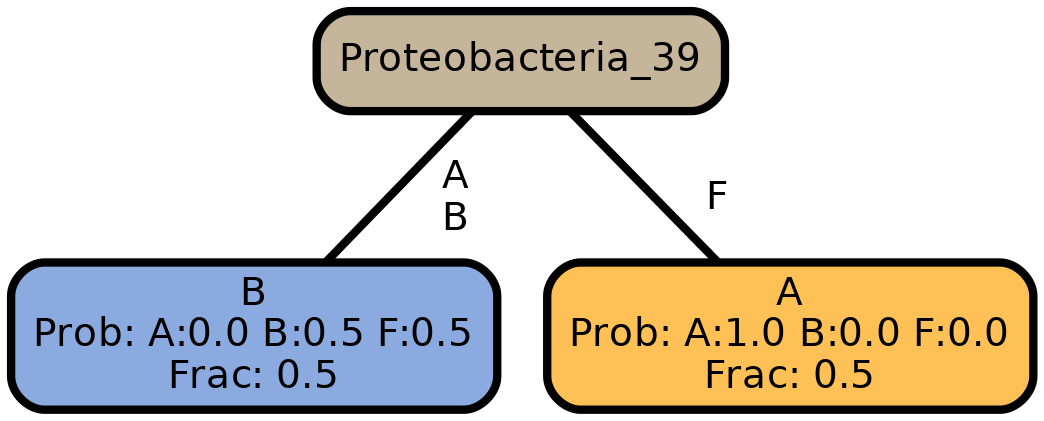 Proteobacteria_39
A
B
F
B
Prob: A:0.0 B:0.5 F:0.5
Frac: 0.5
A
Prob: A:1.0 B:0.0 F:0.0
Frac: 0.5